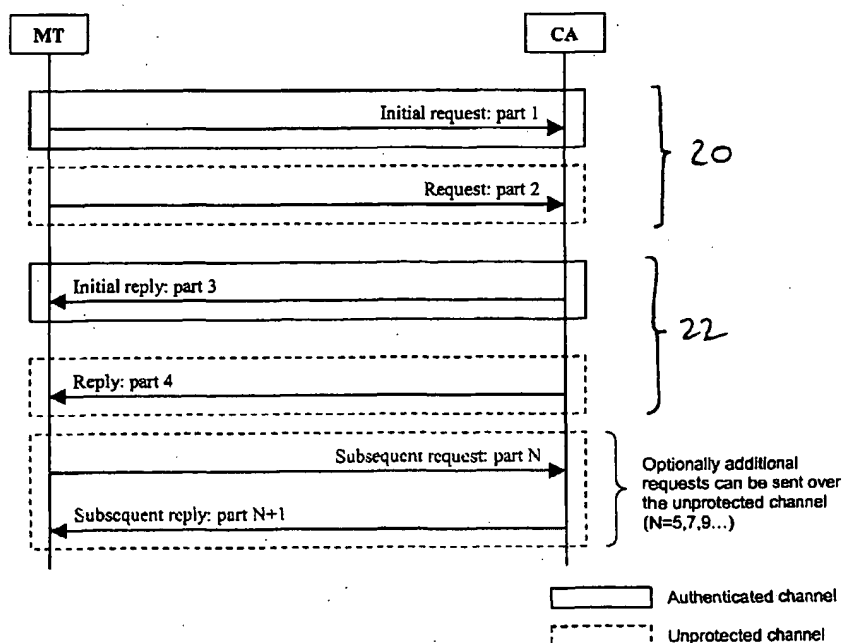 MT
CA
Initial request: part 1
Request: part 2
20
Initial reply: part 3
22
Reply: part 4
Subsequent request: part N
Subsequent reply: part N+1
Optionally additional
requests can be sent over
the unprotected channel
(N=5,7,9...)
Authenticated channel
Unprotected channel